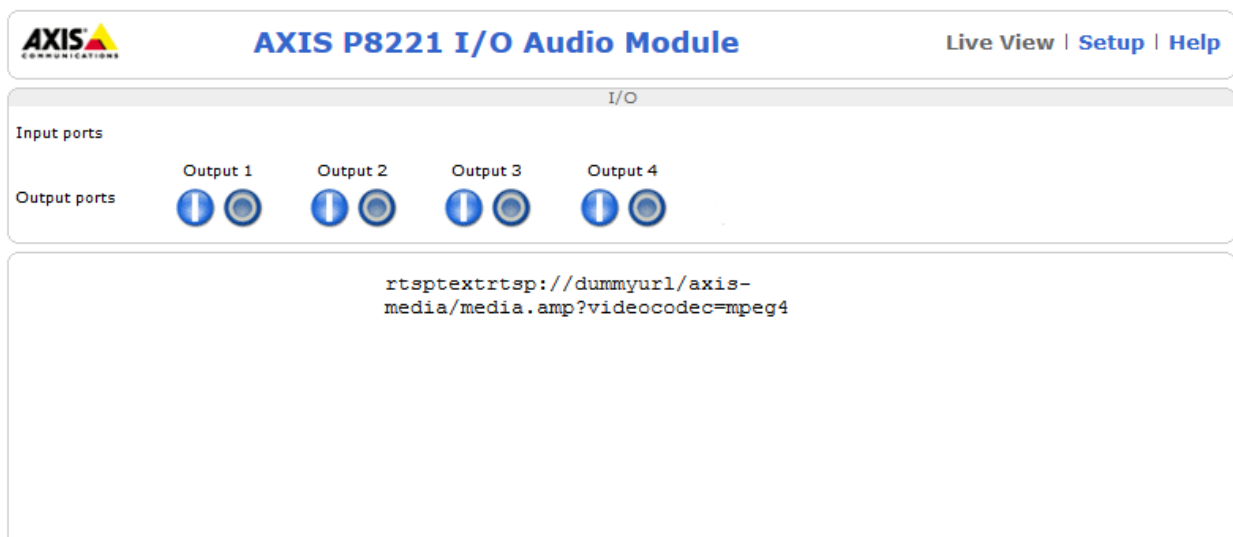 AXIS
COMMUNICATIONS
AXIS P8221 I/O Audio Module
Live View | Setup | Help
I/O
Input ports
Output 1 Output 2 Output 3 Output 4
Output ports
rtsptextrtsp://dummyurl/axis-
media/media.amp?videocodec=mpeg4